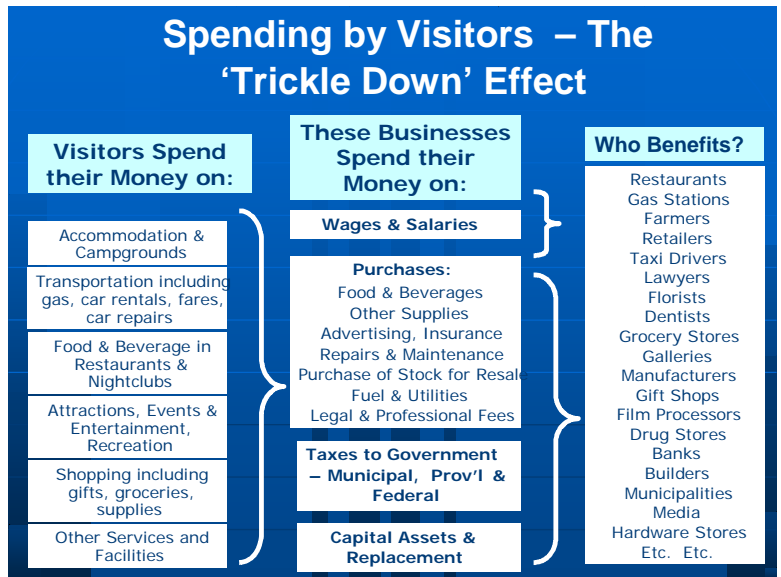 Spending by Visitors – The
‘Trickle Down’ Effect
Visitors Spend
their Money on:
Accommodation &
Campgrounds
Transportation including
gas, car rentals, fares,
car repairs
Food & Beverage in
Restaurants &
Nightclubs
Attractions, Events &
Entertainment,
Recreation
Shopping including
gifts, groceries,
supplies
Other Services and
Facilities
These Businesses
Spend their
Money on:
Wages & Salaries
Purchases:
Food & Beverages
Other Supplies
Advertising, Insurance
Repairs & Maintenance
Purchase of Stock for Resale
Fuel & Utilities
Legal & Professional Fees
Taxes to Government
– Municipal, Prov’l &
Federal
Capital Assets &
Replacement
Who Benefits?
Restaurants
Gas Stations
Farmers
Retailers
Taxi Drivers
Lawyers
Florists
Dentists
Grocery Stores
Galleries
Manufacturers
Gift Shops
Film Processors
Drug Stores
Banks
Builders
Municipalities
Media
Hardware Stores
Etc. Etc.